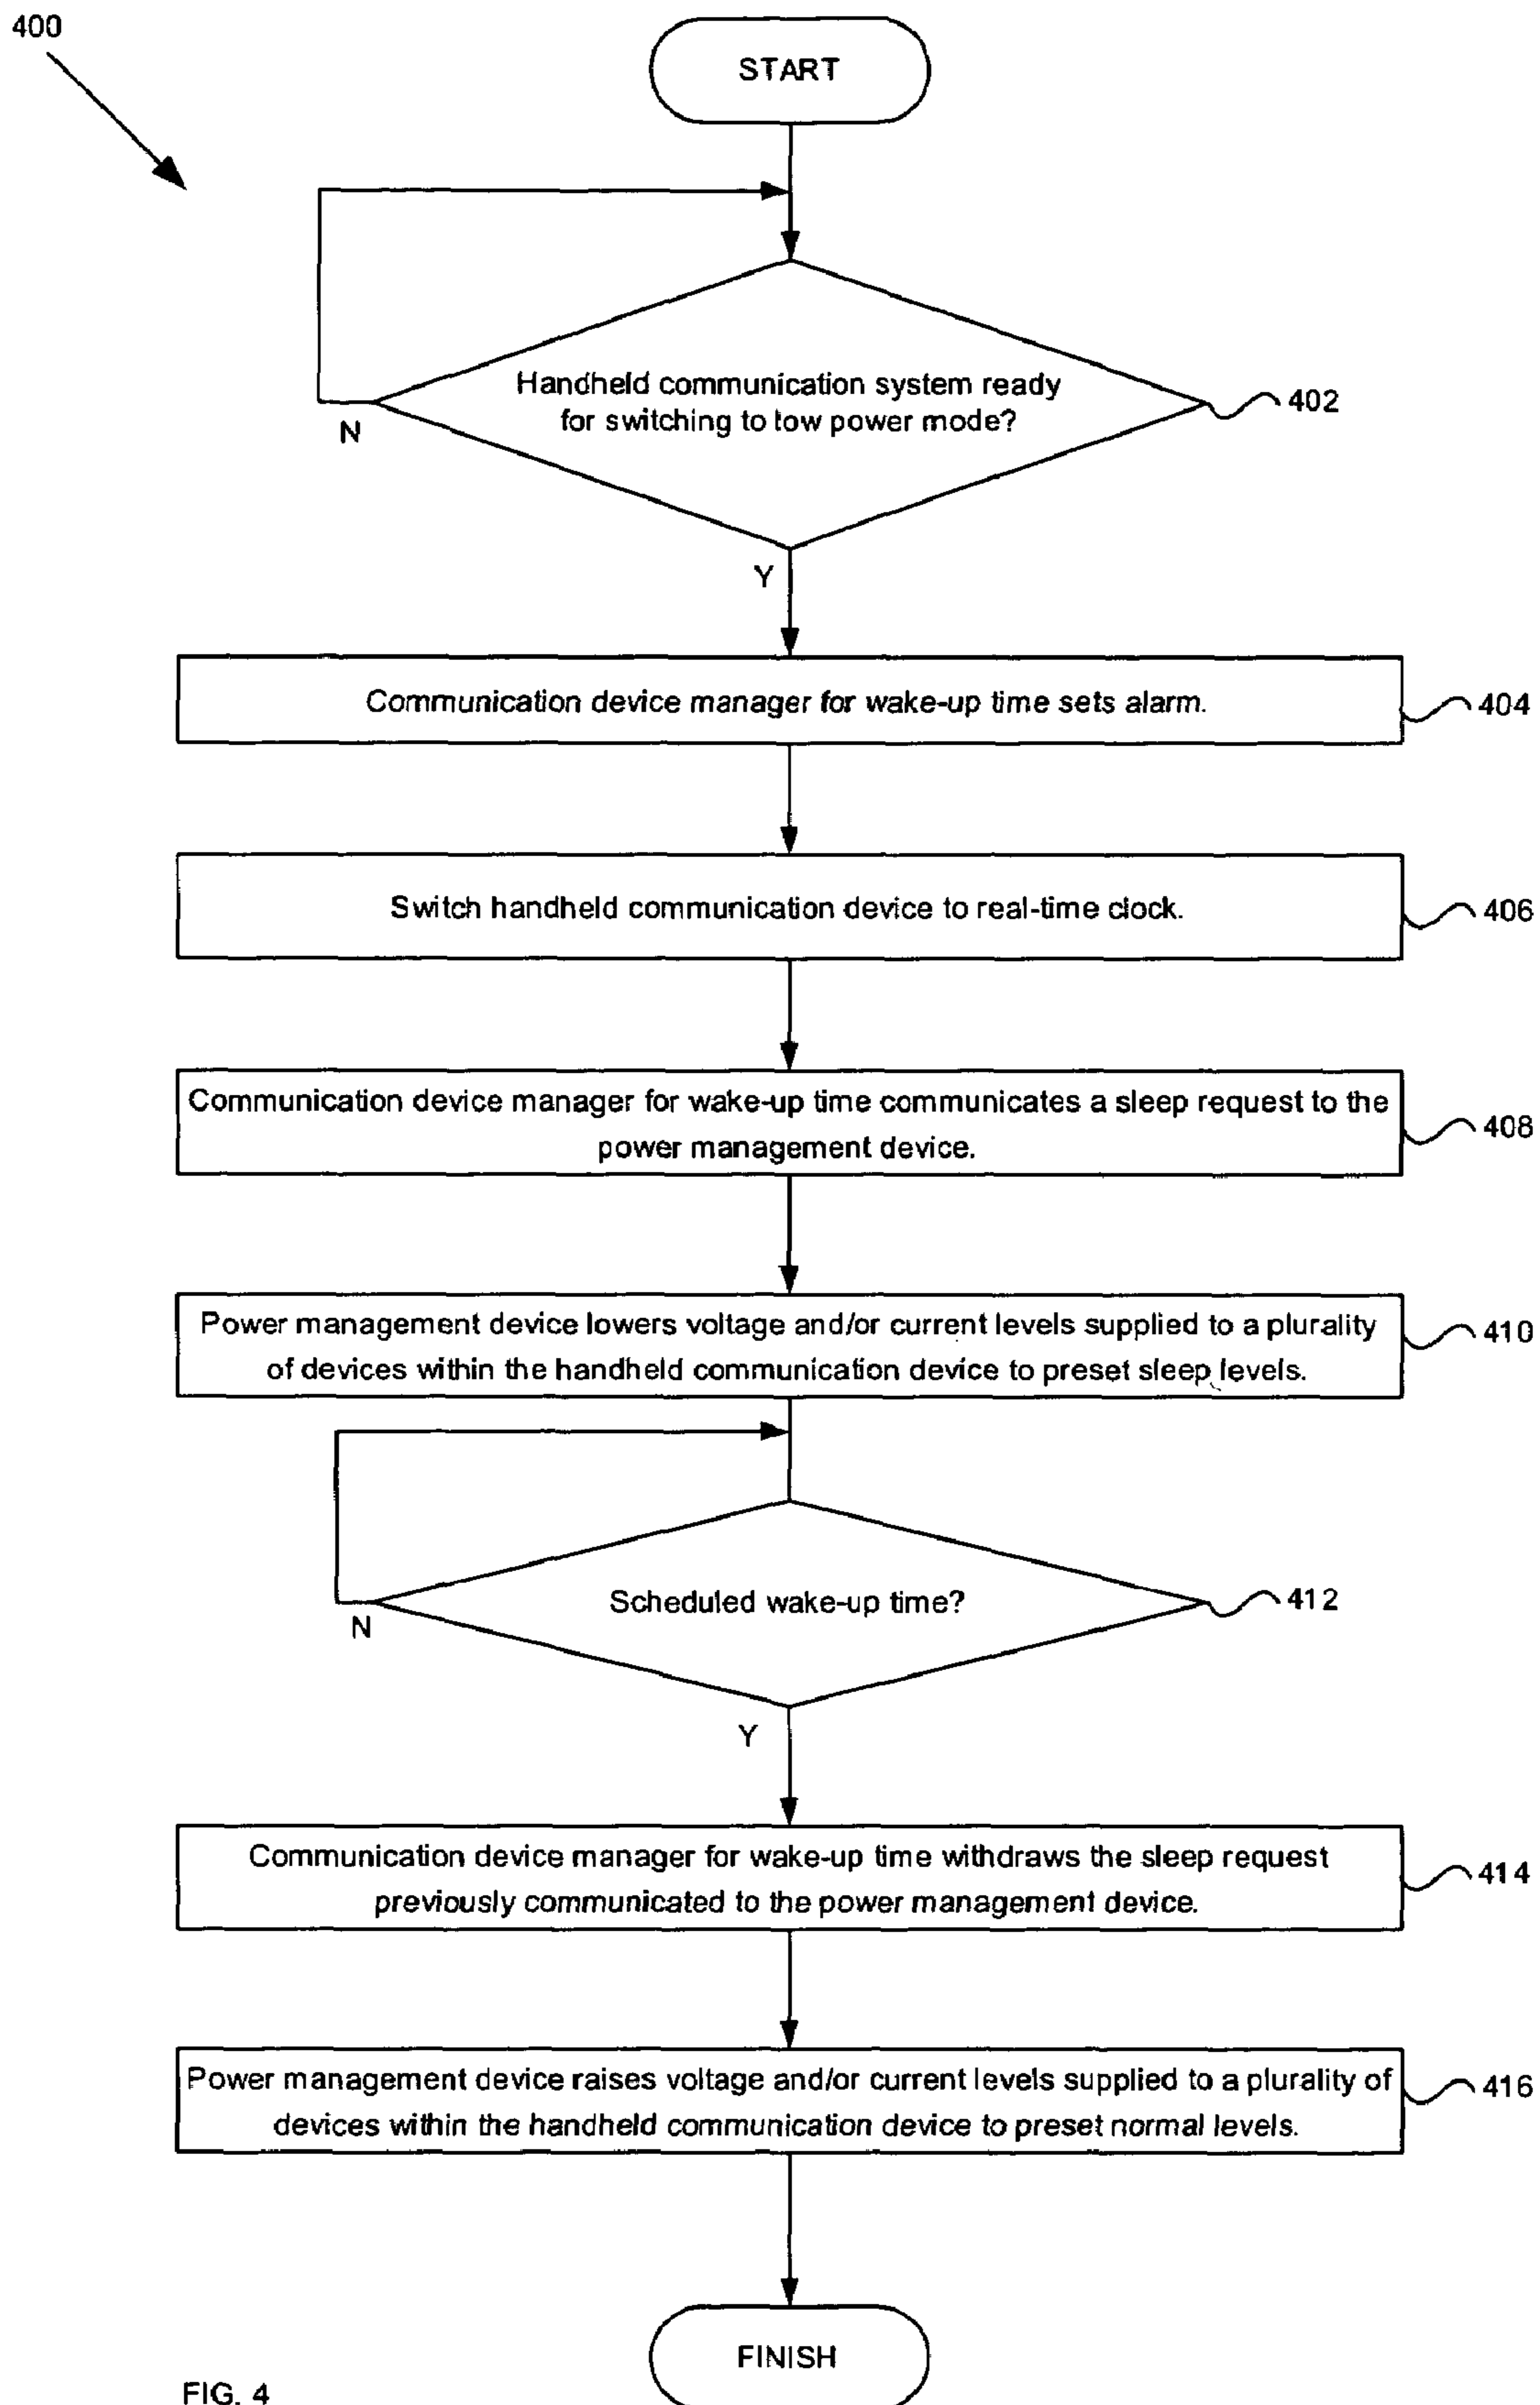 400
START
Handheld communication system ready
for switching to low power mode?
402
N
Y
Communication device manager for wake-up time sets alarm.
404
Switch handheld communication device to real-time clock.
406
Communication device manager for wake-up time communicates a sleep request to the
power management device.
408
Power management device lowers voltage and/or current levels supplied to a plurality
of devices within the handheld communication device to preset sleep levels.
410
Scheduled wake-up time?
412
N
Y
Communication device manager for wake-up time withdraws the sleep request
previously communicated to the power management device.
414
Power management device raises voltage and/or current levels supplied to a plurality of
devices within the handheld communication device to preset normal levels.
416
FINISH
FIG. 4